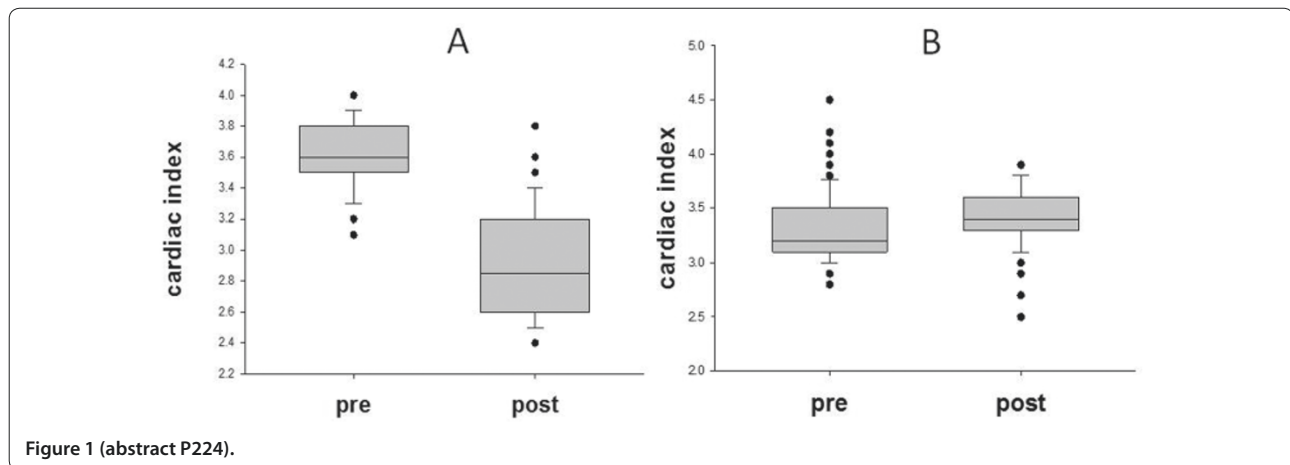 A
4.2
4.0
3.8
3.6
3.4
3.2
3.0
2.8
2.6
2.4
2.2
cardiac index
pre post
B
5.0
4.5
4.0
3.5
3.0
2.5
2.0
cardiac index
pre post
Figure 1 (abstract P224).